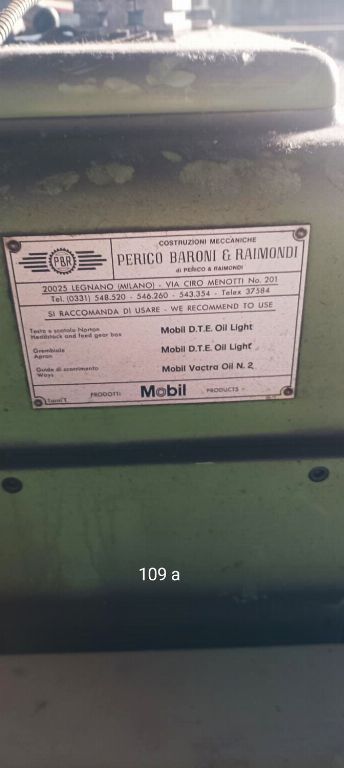 COSTRUZIONI MECCANICHE
PBR
PERICO BARONI & RAIMONDI
di PERICO & RAIMONDI
20025 LEGNANO (MILANO) - VIA CIRO MENOTTI No. 201
Tel. (0331) 548.520 - 546.260 - 543.354 - Telex 37584
SI RACCOMANDA DI USARE - WE RECOMMEND TO USE
Testa e scatola Norton
Headstock and feed gear box
Mobil D.T.E. Oil Light
Grembiale
Apron
Mobil D.T.E. Oil Light
Guide di scorrimento
Ways
Mobil Vactra Oil N. 2
PRODOTTI Mobil PRODUCTS
109 a